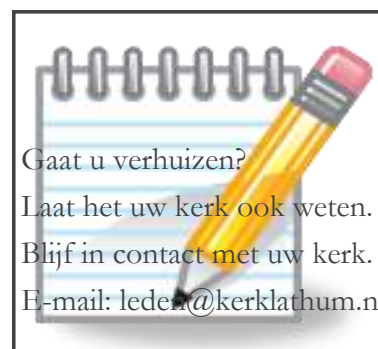 Gaat u verhuizen?
Laat het uw kerk ook weten.
Blijf in contact met uw kerk.
E-mail: leden@kerklathum.n